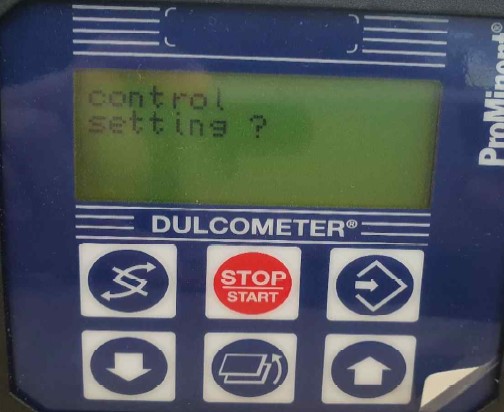 control
setting ?
ProMinent®
DULCOMETER®
STOP
START